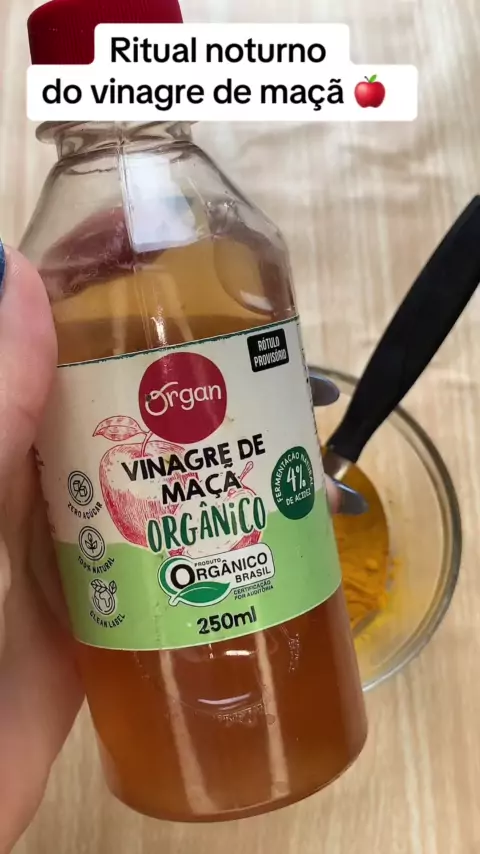 Ritual noturno
do vinagre de maçã 🍎
RÓTULO
PROVISÓRIO
Organ
VINAGRE DE
MAÇÃ
ORGÂNICO
FERMENTAÇÃO NATURAL
4%
DE ACIDEZ
ZERO AÇÚCAR
100% NATURAL
CLEAN LABEL
PRODUTO
ORGÂNICO
BRASIL
CERTIFICAÇÃO
POR AUDITORIA
250ml